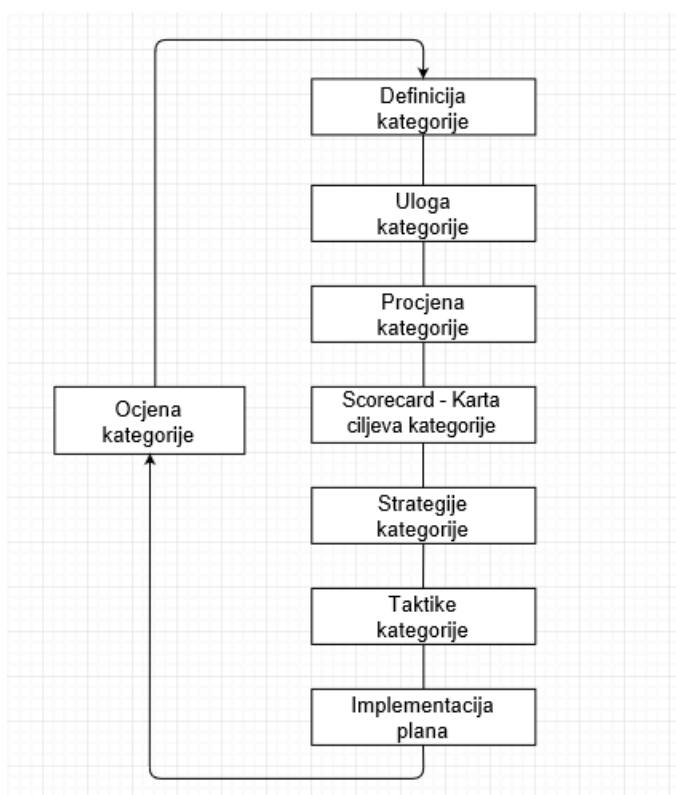 Definicija
kategorije
Uloga
kategorije
Procjena
kategorije
Scorecard - Karta
ciljeva kategorije
Strategije
kategorije
Taktike
kategorije
Implementacija
plana
Ocjena
kategorije